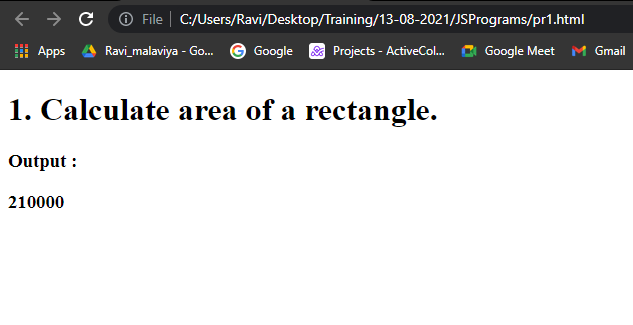 File | C:/Users/Ravi/Desktop/Training/13-08-2021/JSPrograms/pr1.html
Apps Ravi_malaviya - Go... Google Projects - ActiveCol... Google Meet Gmail
1. Calculate area of a rectangle.
Output :
210000